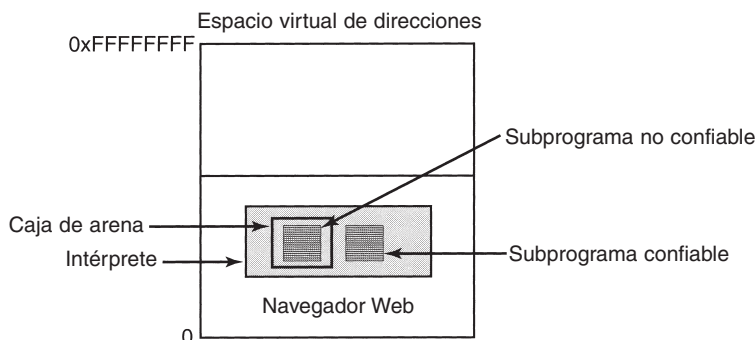 Espacio virtual de direcciones
0xFFFFFFFF
Subprograma no confiable
Caja de arena
Intérprete
Subprograma confiable
Navegador Web
0